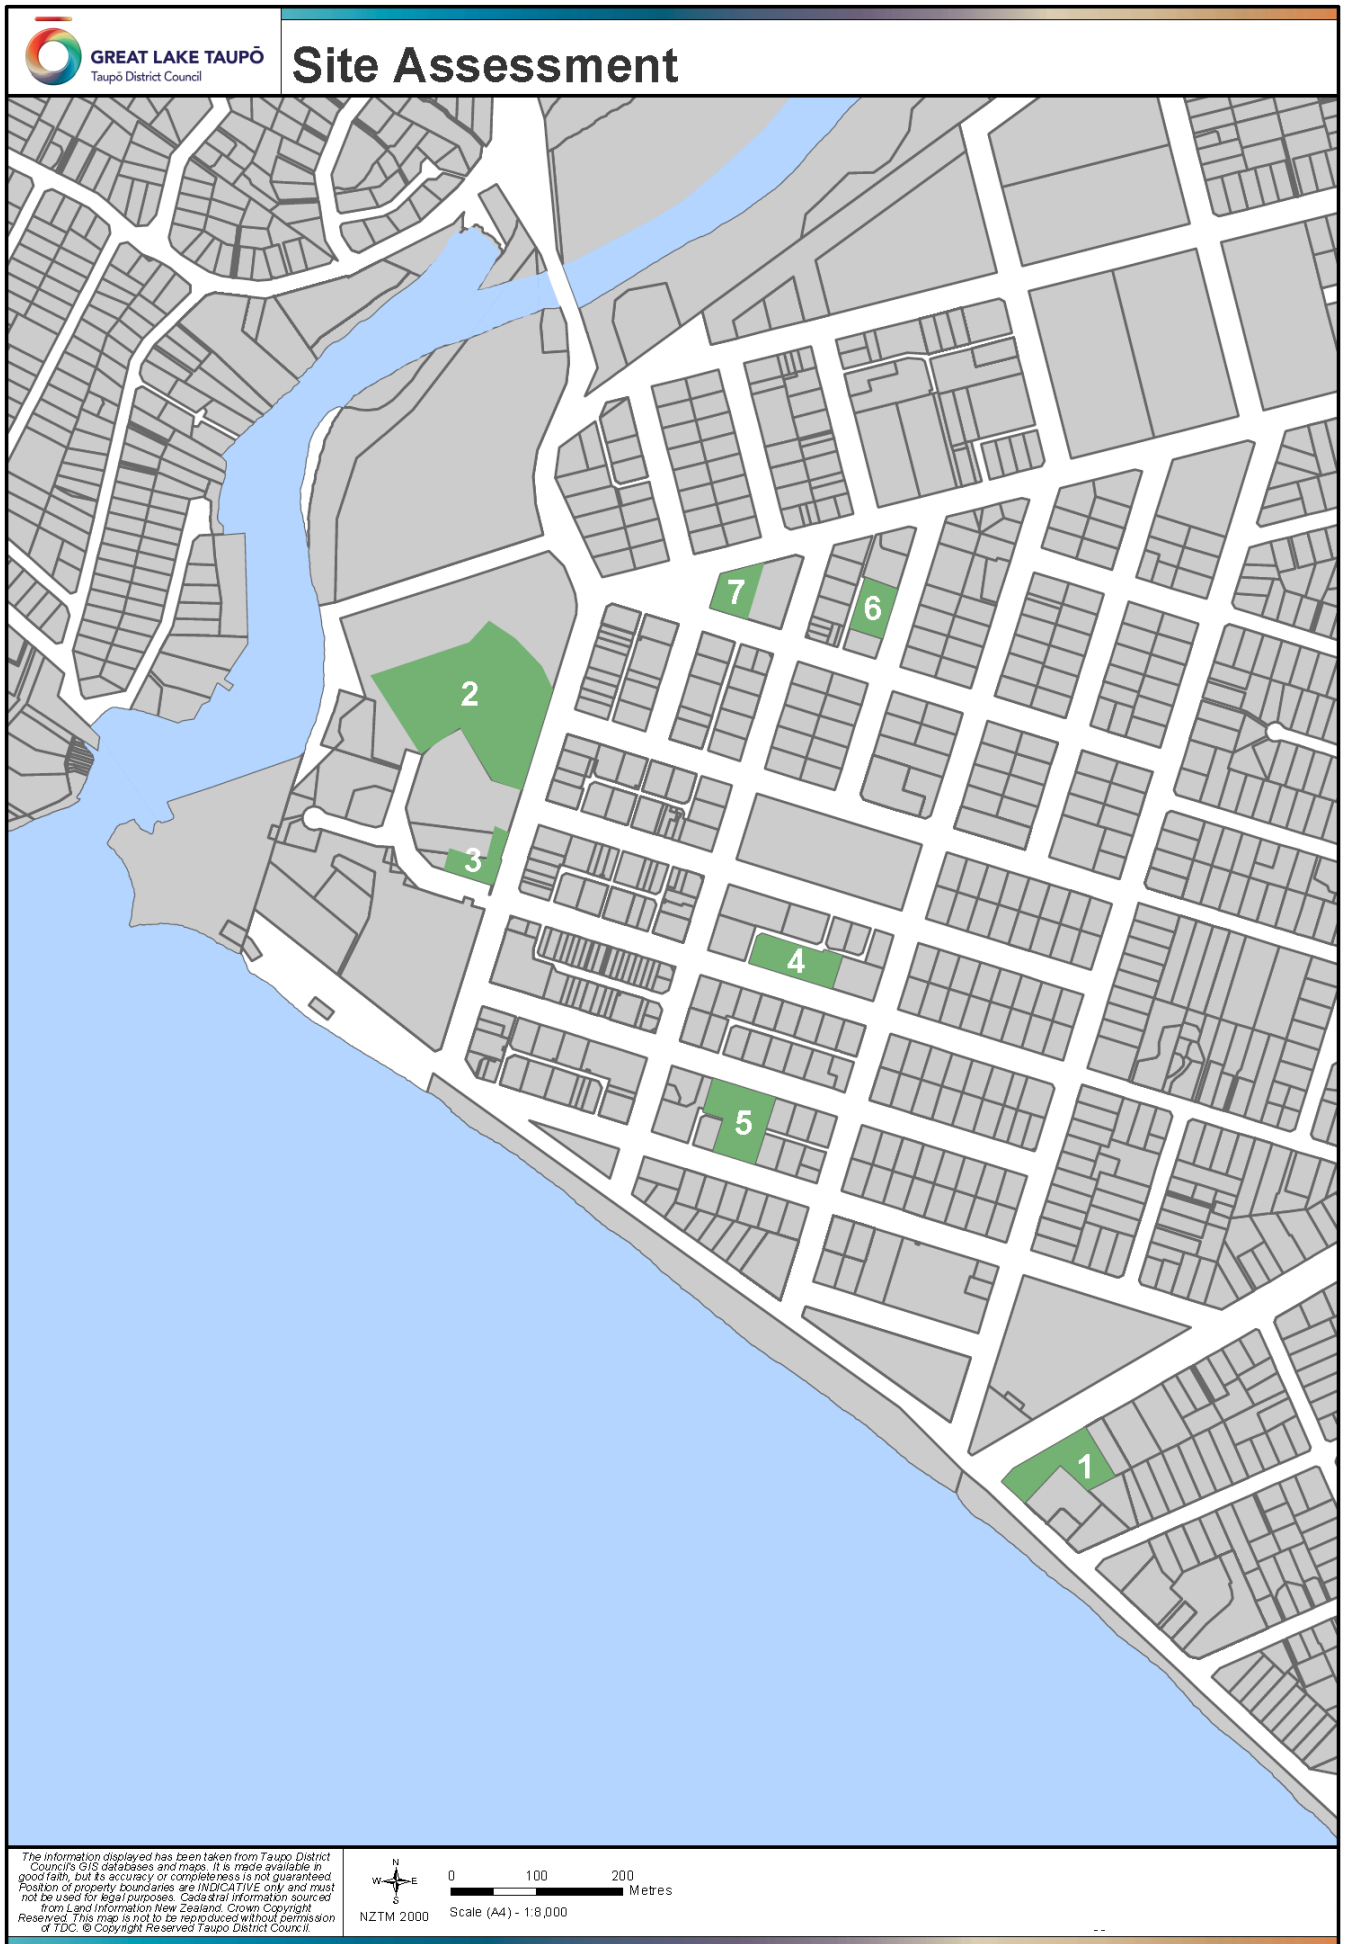 GREAT LAKE TAUPŌ
Taupō District Council
Site Assessment
7
6
2
3
4
5
1
The information displayed has been taken from Taupo District
Council's GIS databases and maps. It is made available in
good faith, but its accuracy or completeness is not guaranteed.
Position of property boundaries are INDICATIVE only and must
not be used for legal purposes. Cadastral information sourced
from Land Information New Zealand. Crown Copyright
Reserved. This map is not to be reproduced without permission
of TDC. © Copyright Reserved Taupo District Council.
N
W E
S
NZTM 2000
0 100 200
Metres
Scale (A4) - 1:8,000
--